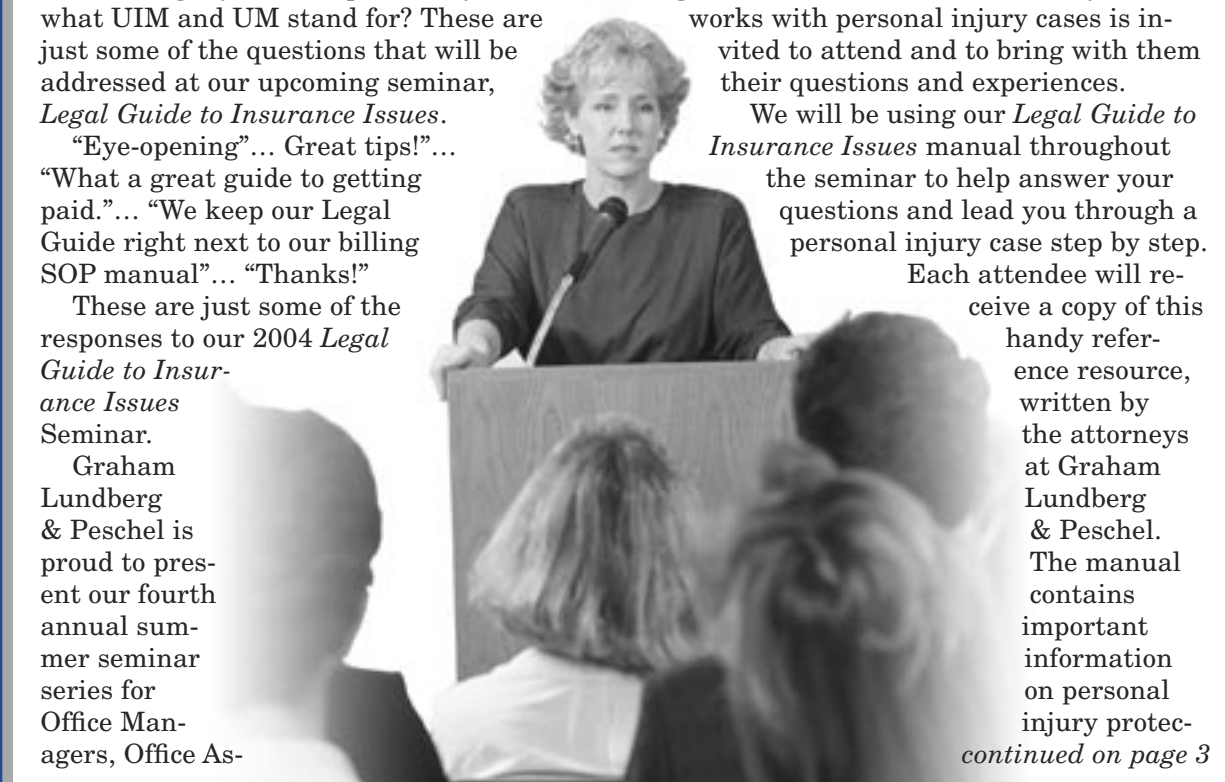 what UIM and UM stand for? These are
just some of the questions that will be
addressed at our upcoming seminar,
Legal Guide to Insurance Issues.
“Eye-opening”… Great tips!”…
“What a great guide to getting
paid.”… “We keep our Legal
Guide right next to our billing
SOP manual”… “Thanks!”
These are just some of the
responses to our 2004 Legal
Guide to Insur-
ance Issues
Seminar.
Graham
Lundberg
& Peschel is
proud to pres-
ent our fourth
annual sum-
mer seminar
series for
Office Man-
agers, Office As-
works with personal injury cases is in-
vited to attend and to bring with them
their questions and experiences.
We will be using our Legal Guide to
Insurance Issues manual throughout
the seminar to help answer your
questions and lead you through a
personal injury case step by step.
Each attendee will re-
ceive a copy of this
handy refer-
ence resource,
written by
the attorneys
at Graham
Lundberg
& Peschel.
The manual
contains
important
information
on personal
injury protec-
continued on page 3